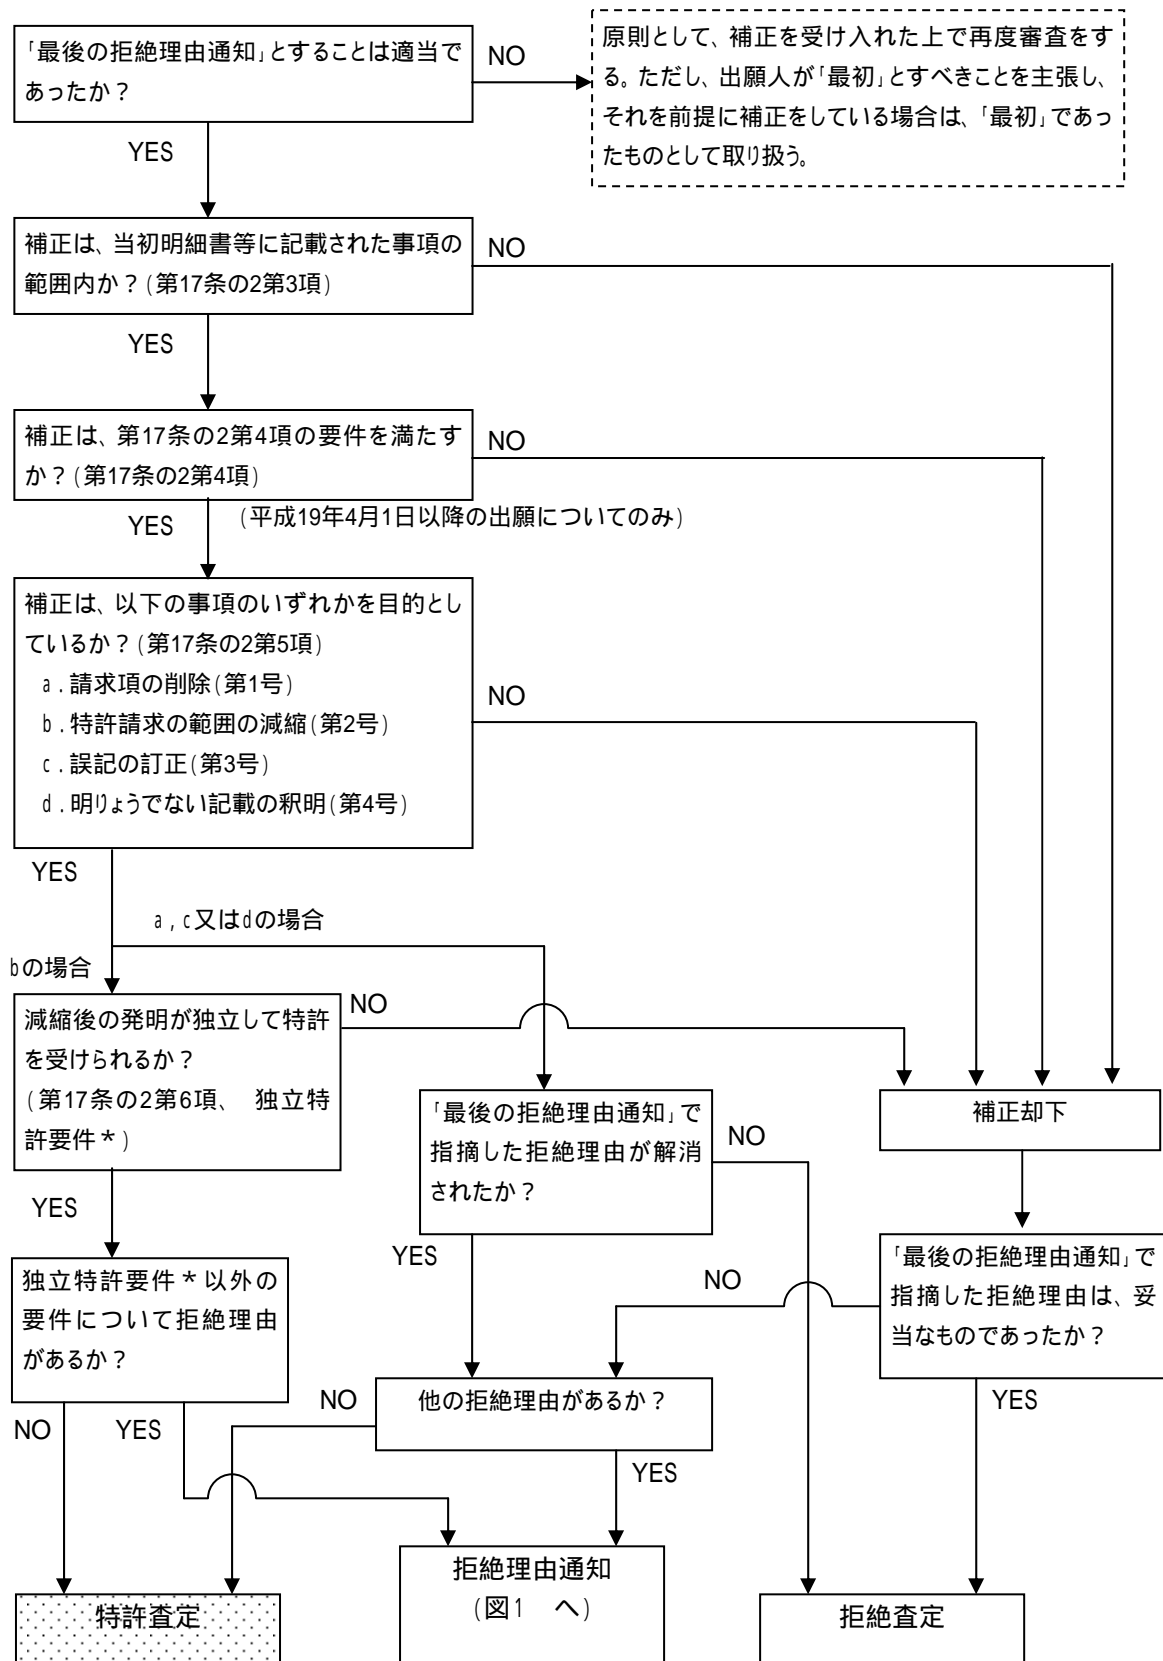 「最後の拒絶理由通知」とすることは適当で
あったか？
NO
原則として、補正を受け入れた上で再度審査をす
る。ただし、出願人が「最初」とすべきことを主張し、
それを前提に補正をしている場合は、「最初」であっ
たものとして取り扱う。
YES
補正は、当初明細書等に記載された事項の
範囲内か？(第17条の2第3項)
NO
YES
補正は、第17条の2第4項の要件を満たす
か？(第17条の2第4項)
NO
YES
(平成19年4月1日以降の出願についてのみ)
補正は、以下の事項のいずれかを目的とし
ているか？(第17条の2第5項)
a．請求項の削除(第1号)
b．特許請求の範囲の減縮(第2号)
c．誤記の訂正(第3号)
d．明りょうでない記載の釈明(第4号)
NO
YES
a，c又はdの場合
bの場合
減縮後の発明が独立して特許
を受けられるか？
(第17条の2第6項、 独立特
許要件＊)
NO
「最後の拒絶理由通知」で
指摘した拒絶理由が解消
されたか？
NO
補正却下
YES
YES
独立特許要件＊以外の
要件について拒絶理由
があるか？
NO
「最後の拒絶理由通知」で
指摘した拒絶理由は、妥
当なものであったか？
NO
YES
NO
他の拒絶理由があるか？
YES
YES
特許査定
拒絶理由通知
(図1 へ)
拒絶査定